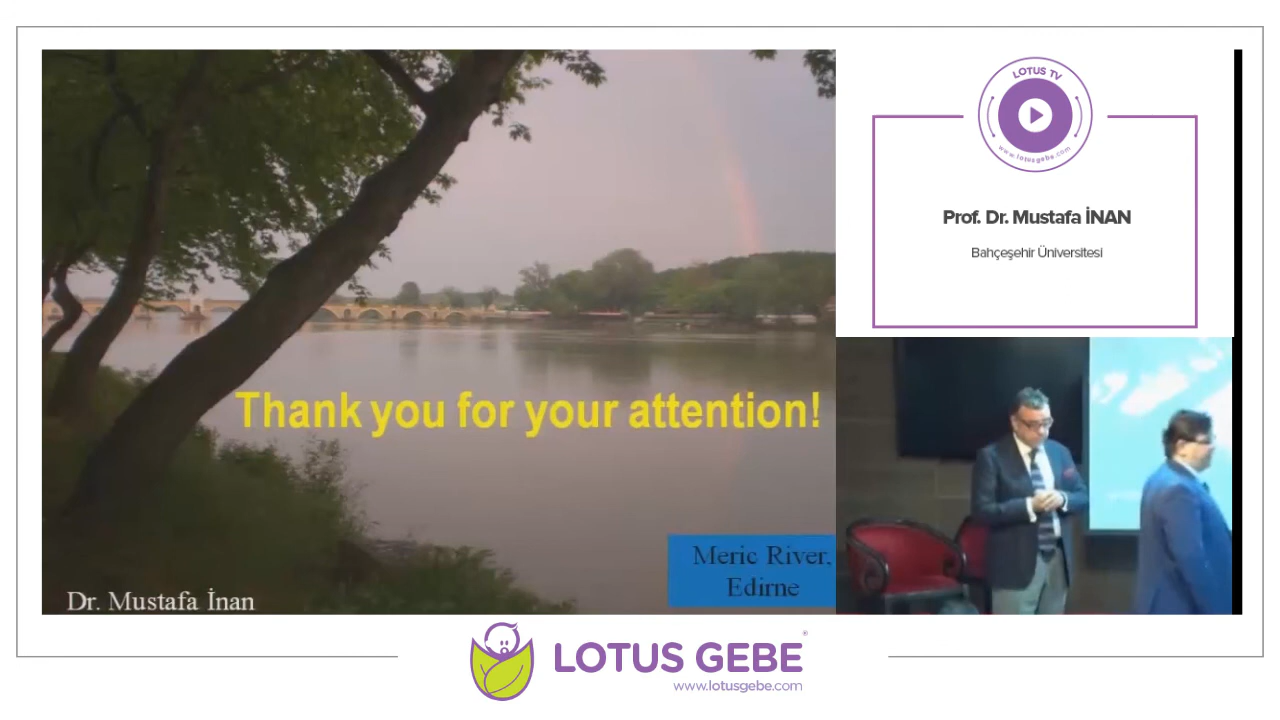 Thank you for your attention!
Meric River,
Edirne
Dr. Mustafa İnan
LOTUS TV
www.lotusgebe.com
Prof. Dr. Mustafa İNAN
Bahçeşehir Üniversitesi
LOTUS GEBE®
www.lotusgebe.com